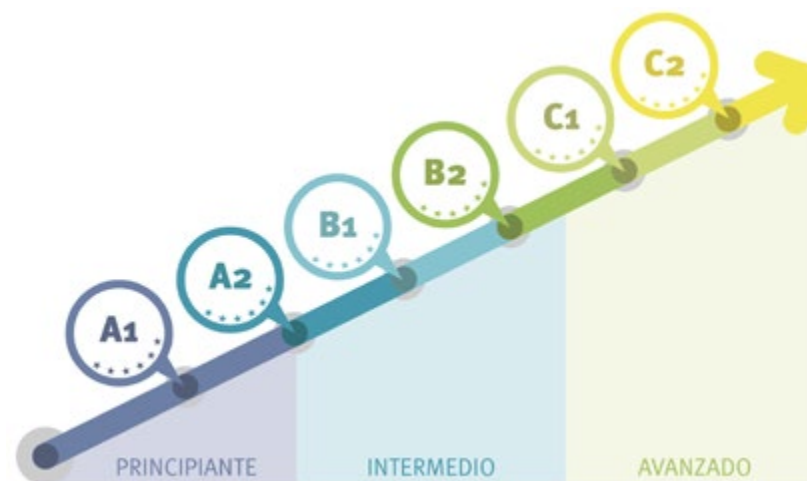 A1
A2
B1
B2
C1
C2
PRINCIPIANTE
INTERMEDIO
AVANZADO